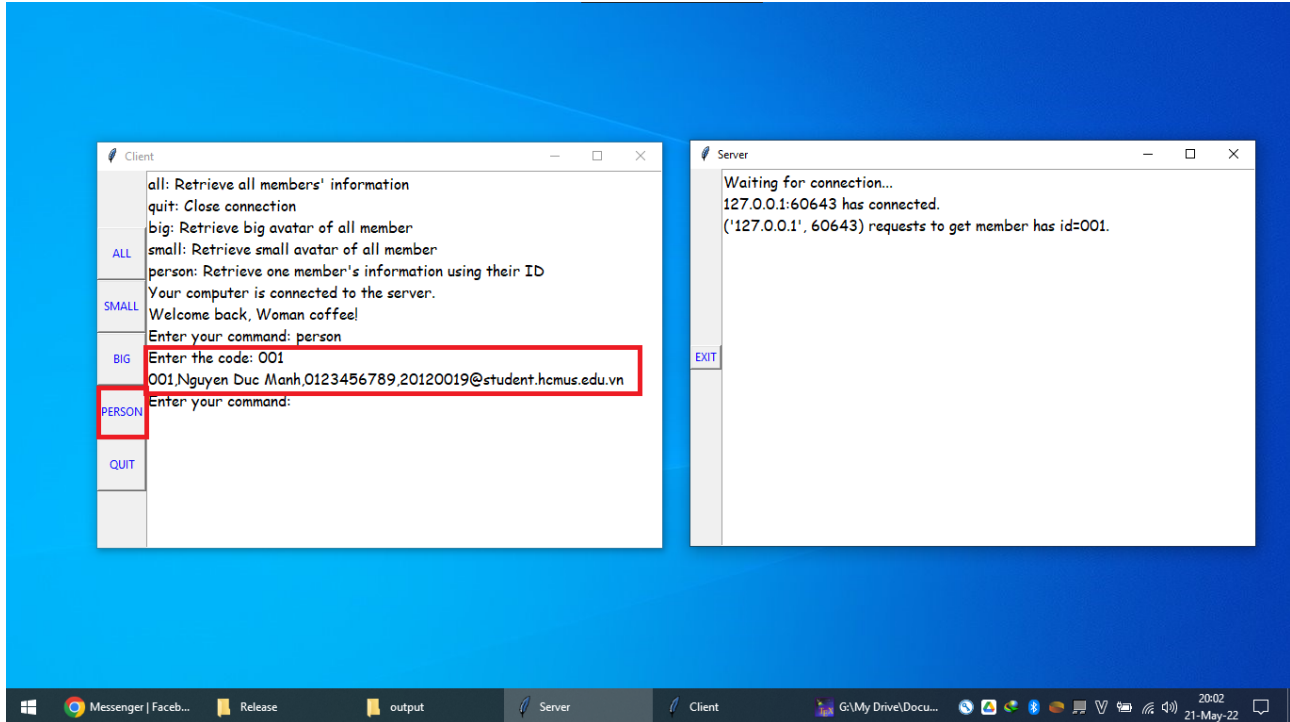 Client
all: Retrieve all members' information
quit: Close connection
big: Retrieve big avatar of all member
small: Retrieve small avatar of all member
person: Retrieve one member's information using their ID
Your computer is connected to the server.
Welcome back, Woman coffee!
Enter your command: person
Enter the code: 001
001,Nguyen Duc Manh,0123456789,20120019@student.hcmus.edu.vn
Enter your command:
ALL
SMALL
BIG
PERSON
QUIT
Server
Waiting for connection...
127.0.0.1:60643 has connected.
('127.0.0.1', 60643) requests to get member has id=001.
EXIT
Messenger | Faceb...
Release
output
Server
Client
G:\My Drive\Docu...
V
20:02
21-May-22